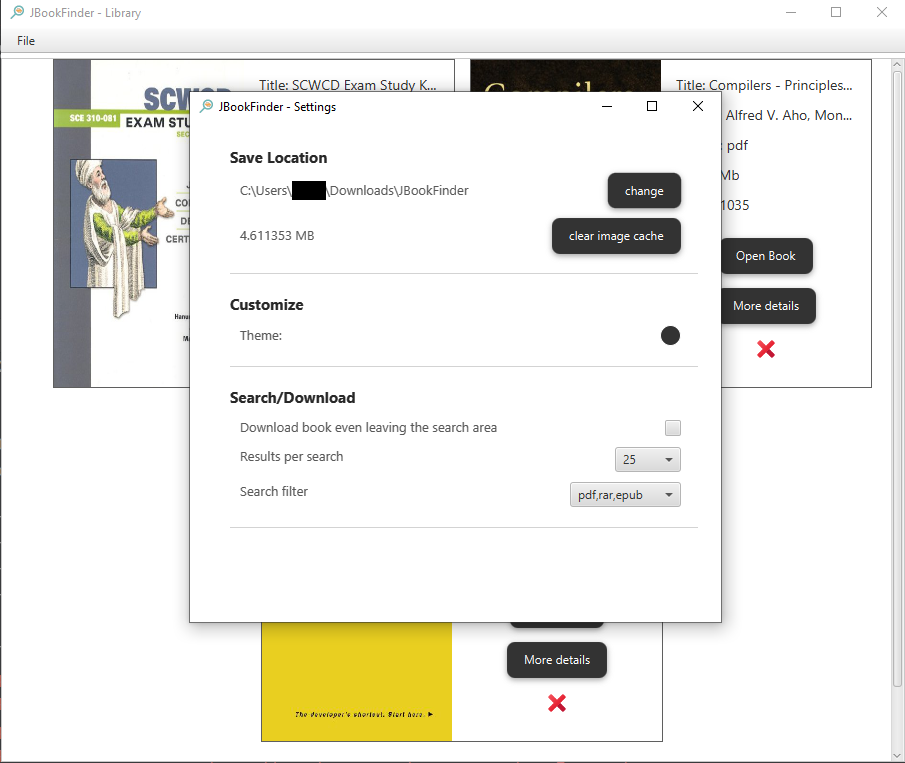 JBookFinder - Library
File
SCWCD
SCE 310-081
EXAM STU
Title: SCWCD Exam Study K...
Title: Compilers - Principles...
Alfred V. Aho, Mon...
: pdf
Mb
1035
Open Book
More details
JBookFinder - Settings
Save Location
C:\Users\ \Downloads\JBookFinder
change
4.611353 MB
clear image cache
Customize
Theme:
Search/Download
Download book even leaving the search area
Results per search
25
Search filter
pdf,rar,epub
More details
The developer's shortcut. Start here.